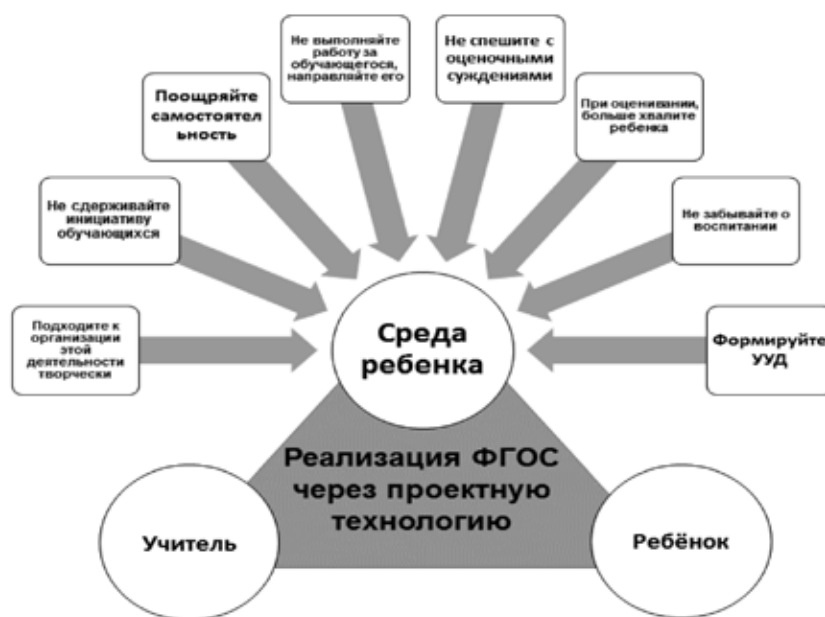 Не выполняйте
работу за
обучающегося,
направляйте его
Не спешите с
оценочными
суждениями
Поощряйте
самостоятел
ьность
При оценивании,
больше хвалите
ребенка
Не сдерживайте
инициативу
обучающихся
Не забывайте о
воспитании
Подходите к
организации
этой
деятельности
творчески
Среда
ребенка
Формируйте
УУД
Реализация ФГОС
через проектную
технологию
Учитель
Ребёнок